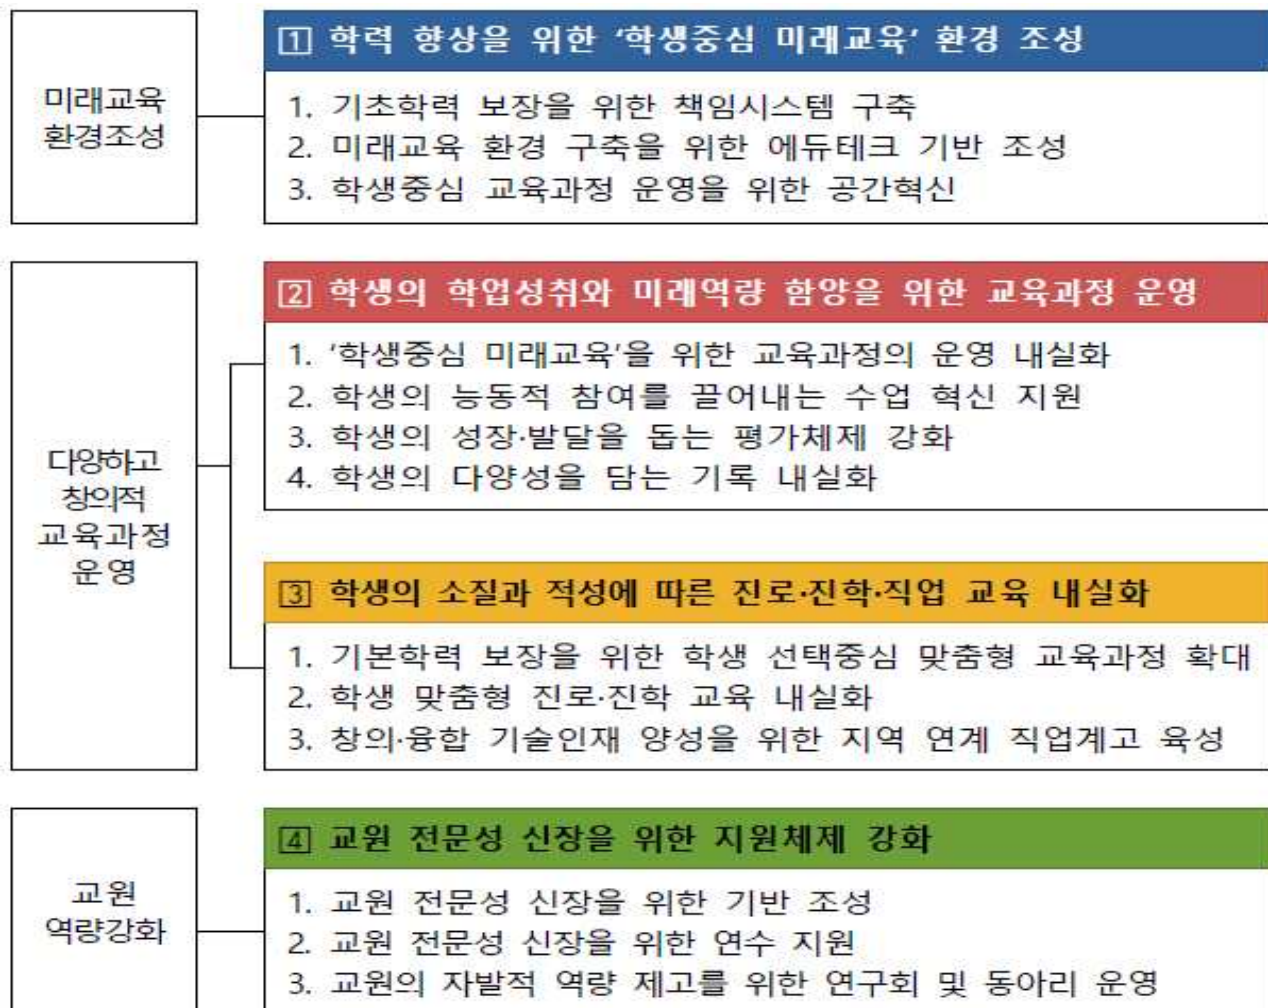 미래교육
환경조성
1 학력 향상을 위한 '학생중심 미래교육' 환경 조성
1. 기초학력 보장을 위한 책임시스템 구축
2. 미래교육 환경 구축을 위한 에듀테크 기반 조성
3. 학생중심 교육과정 운영을 위한 공간혁신
다양하고
창의적
교육과정
운영
2 학생의 학업성취와 미래역량 함양을 위한 교육과정 운영
1. '학생중심 미래교육'을 위한 교육과정의 운영 내실화
2. 학생의 능동적 참여를 끌어내는 수업 혁신 지원
3. 학생의 성장·발달을 돕는 평가체제 강화
4. 학생의 다양성을 담는 기록 내실화
3 학생의 소질과 적성에 따른 진로·진학·직업 교육 내실화
1. 기본학력 보장을 위한 학생 선택중심 맞춤형 교육과정 확대
2. 학생 맞춤형 진로·진학 교육 내실화
3. 창의·융합 기술인재 양성을 위한 지역 연계 직업계고 육성
교원
역량강화
4 교원 전문성 신장을 위한 지원체제 강화
1. 교원 전문성 신장을 위한 기반 조성
2. 교원 전문성 신장을 위한 연수 지원
3. 교원의 자발적 역량 제고를 위한 연구회 및 동아리 운영